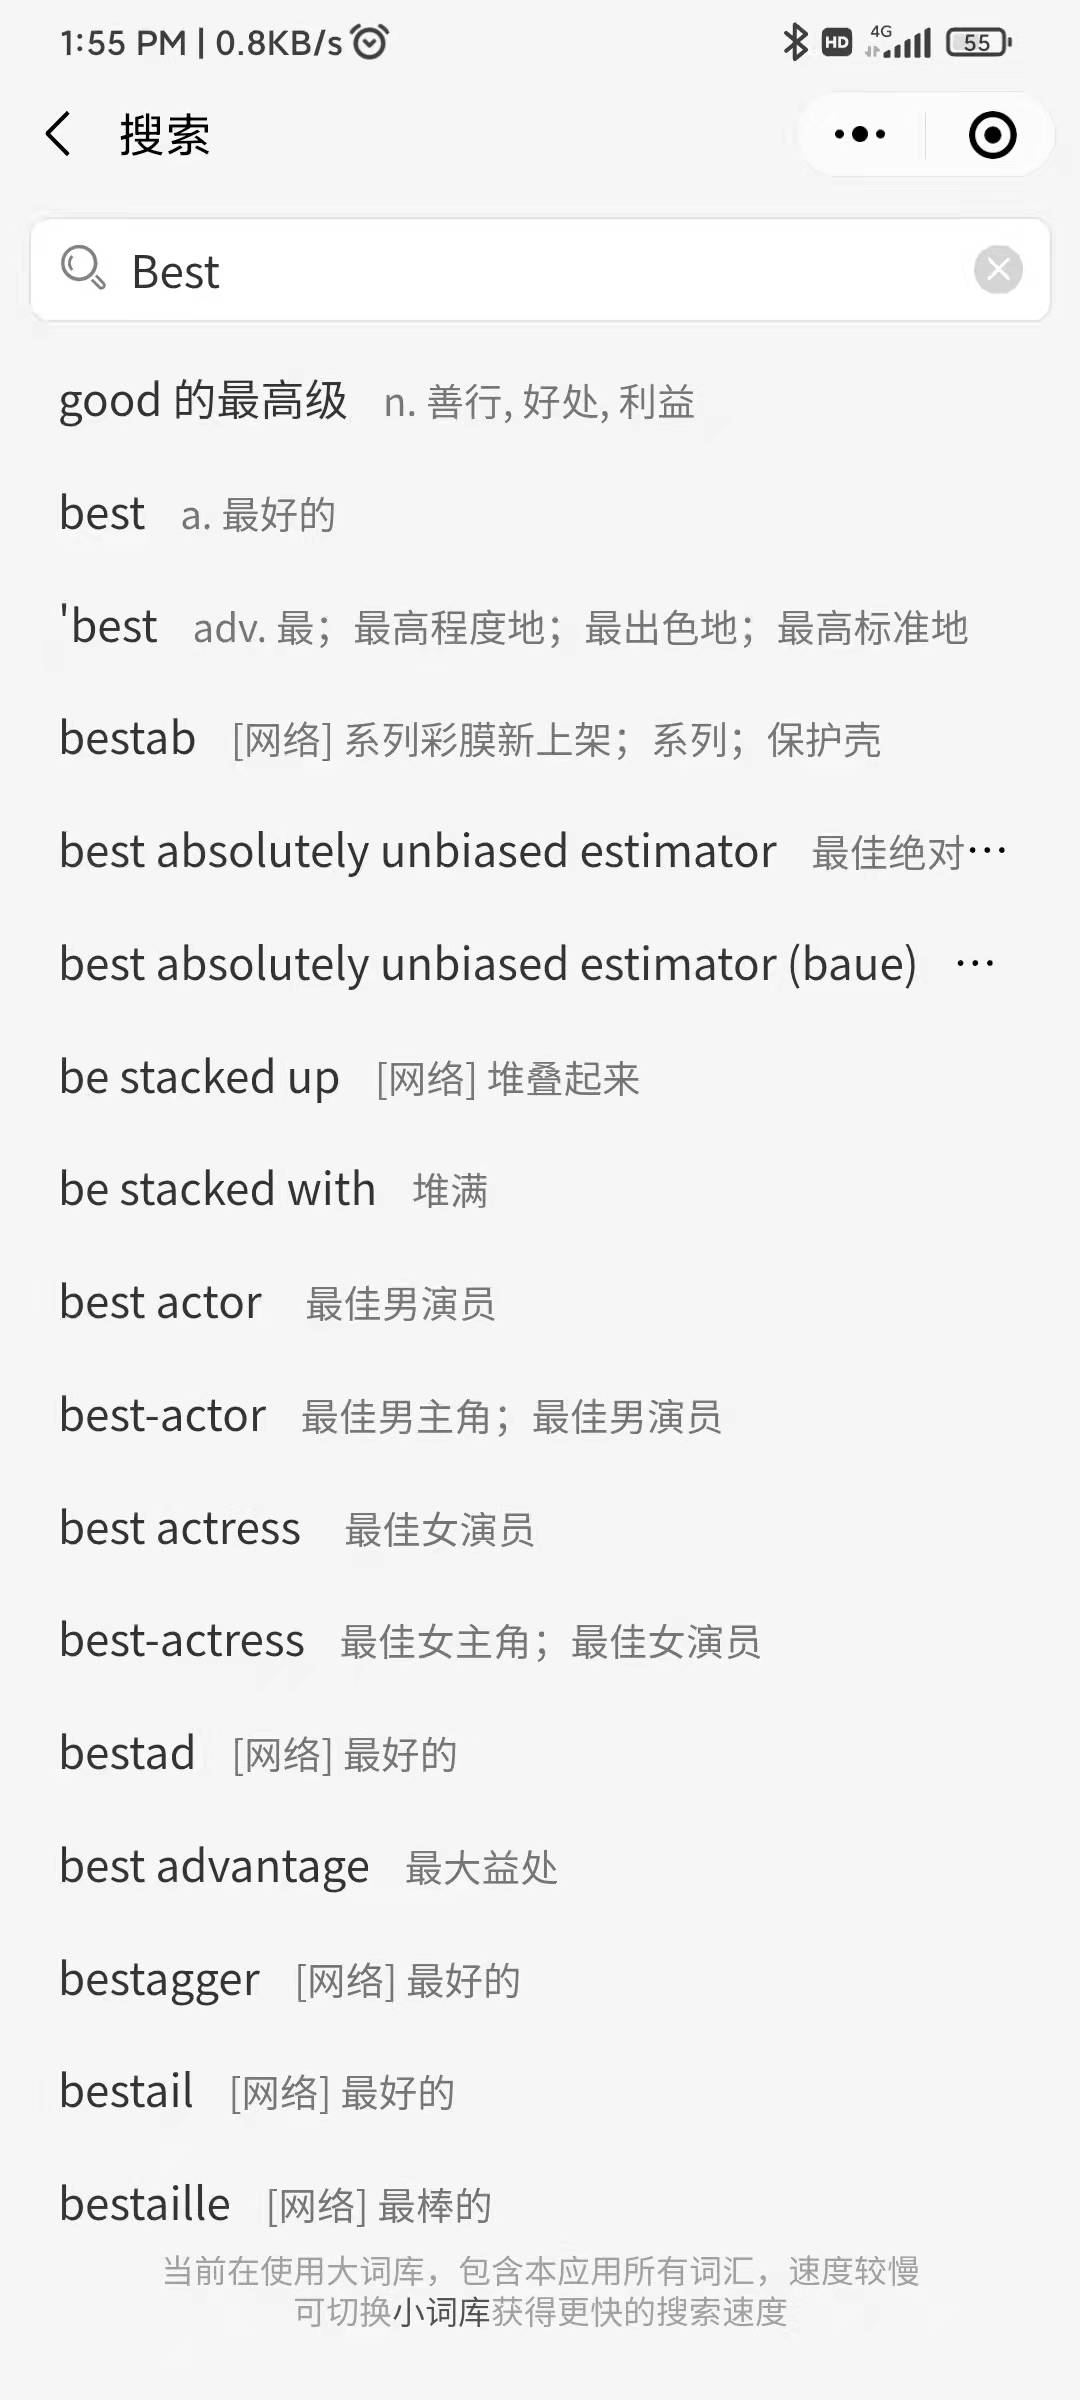 1:55 PM | 0.8KB/s HD 4G 55
搜索
Best
good 的最高级 n. 善行, 好处, 利益
best a. 最好的
'best adv. 最；最高程度地；最出色地；最高标准地
bestab [网络] 系列彩膜新上架；系列；保护壳
best absolutely unbiased estimator 最佳绝对…
best absolutely unbiased estimator (baue) …
be stacked up [网络] 堆叠起来
be stacked with 堆满
best actor 最佳男演员
best-actor 最佳男主角；最佳男演员
best actress 最佳女演员
best-actress 最佳女主角；最佳女演员
bestad [网络] 最好的
best advantage 最大益处
bestagger [网络] 最好的
bestail [网络] 最好的
bestaille [网络] 最棒的
当前在使用大词库，包含本应用所有词汇，速度较慢
可切换小词库获得更快的搜索速度